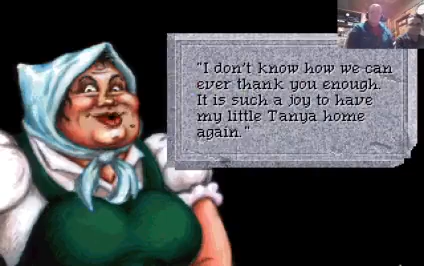 "I don't know how we can
ever thank you enough.
It is such a joy to have
my little Tanya home
again."